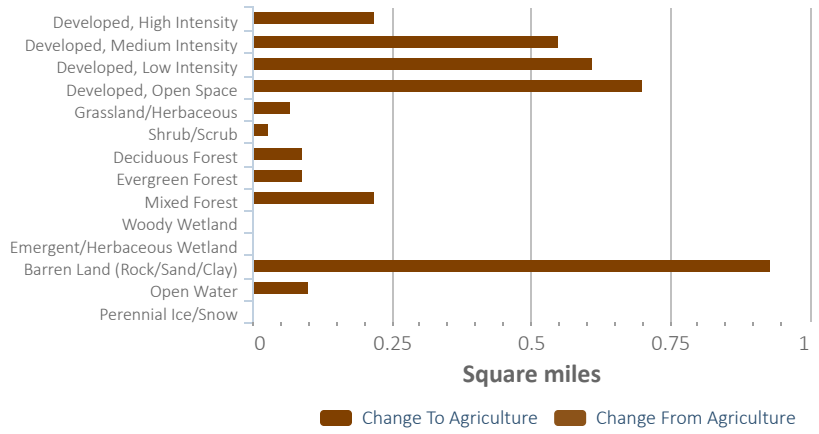 Developed, High Intensity
Developed, Medium Intensity
Developed, Low Intensity
Developed, Open Space
Grassland/Herbaceous
Shrub/Scrub
Deciduous Forest
Evergreen Forest
Mixed Forest
Woody Wetland
Emergent/Herbaceous Wetland
Barren Land (Rock/Sand/Clay)
Open Water
Perennial Ice/Snow
0 0.25 0.5 0.75 1
Square miles
Change To Agriculture Change From Agriculture